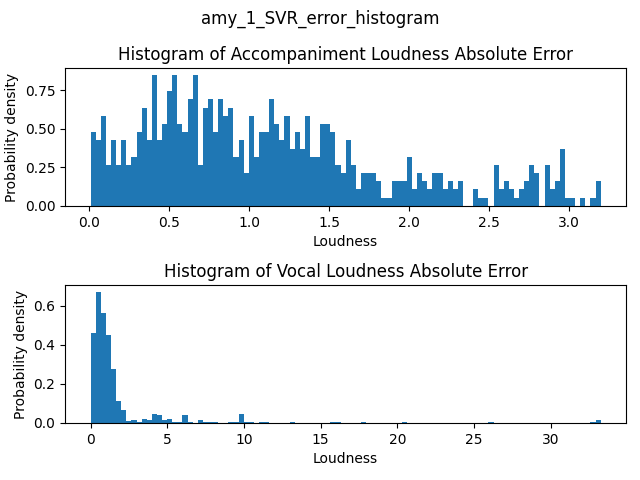 amy_1_SVR_error_histogram
Histogram of Accompaniment Loudness Absolute Error
Probability density
0.75
0.50
0.25
0.00
0.0 0.5 1.0 1.5 2.0 2.5 3.0
Loudness
Histogram of Vocal Loudness Absolute Error
Probability density
0.6
0.4
0.2
0.0
0 5 10 15 20 25 30
Loudness